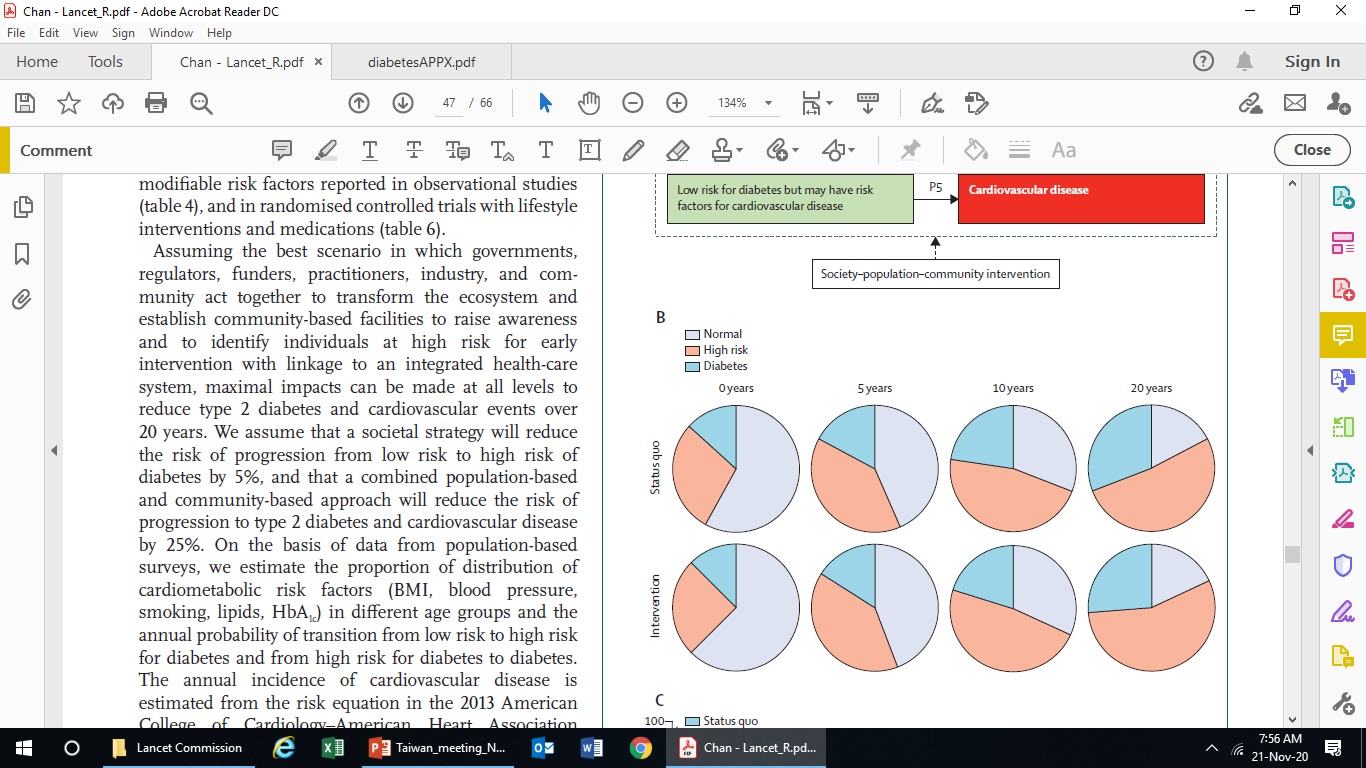 Chan - Lancet_R.pdf - Adobe Acrobat Reader DC
File Edit View Sign Window Help
Home Tools Chan - Lancet_R.pdf × diabetesAPPX.pdf Sign In
47 / 66 134%
Comment Aa Close
modifiable risk factors reported in observational studies
(table 4), and in randomised controlled trials with lifestyle
interventions and medications (table 6).
Assuming the best scenario in which governments,
regulators, funders, practitioners, industry, and com-
munity act together to transform the ecosystem and
establish community-based facilities to raise awareness
and to identify individuals at high risk for early
intervention with linkage to an integrated health-care
system, maximal impacts can be made at all levels to
reduce type 2 diabetes and cardiovascular events over
20 years. We assume that a societal strategy will reduce
the risk of progression from low risk to high risk of
diabetes by 5%, and that a combined population-based
and community-based approach will reduce the risk of
progression to type 2 diabetes and cardiovascular disease
by 25%. On the basis of data from population-based
surveys, we estimate the proportion of distribution of
cardiometabolic risk factors (BMI, blood pressure,
smoking, lipids, HbA1c) in different age groups and the
annual probability of transition from low risk to high risk
for diabetes and from high risk for diabetes to diabetes.
The annual incidence of cardiovascular disease is
estimated from the risk equation in the 2013 American
College of Cardiology–American Heart Association
Low risk for diabetes but may have risk
factors for cardiovascular disease
P5
Cardiovascular disease
Society–population–community intervention
B
Normal
High risk
Diabetes
0 years 5 years 10 years 20 years
Status quo
Intervention
C
100
Status quo
Lancet Commission Taiwan_meeting_N... Chan - Lancet_R.pd...
7:56 AM
21-Nov-20